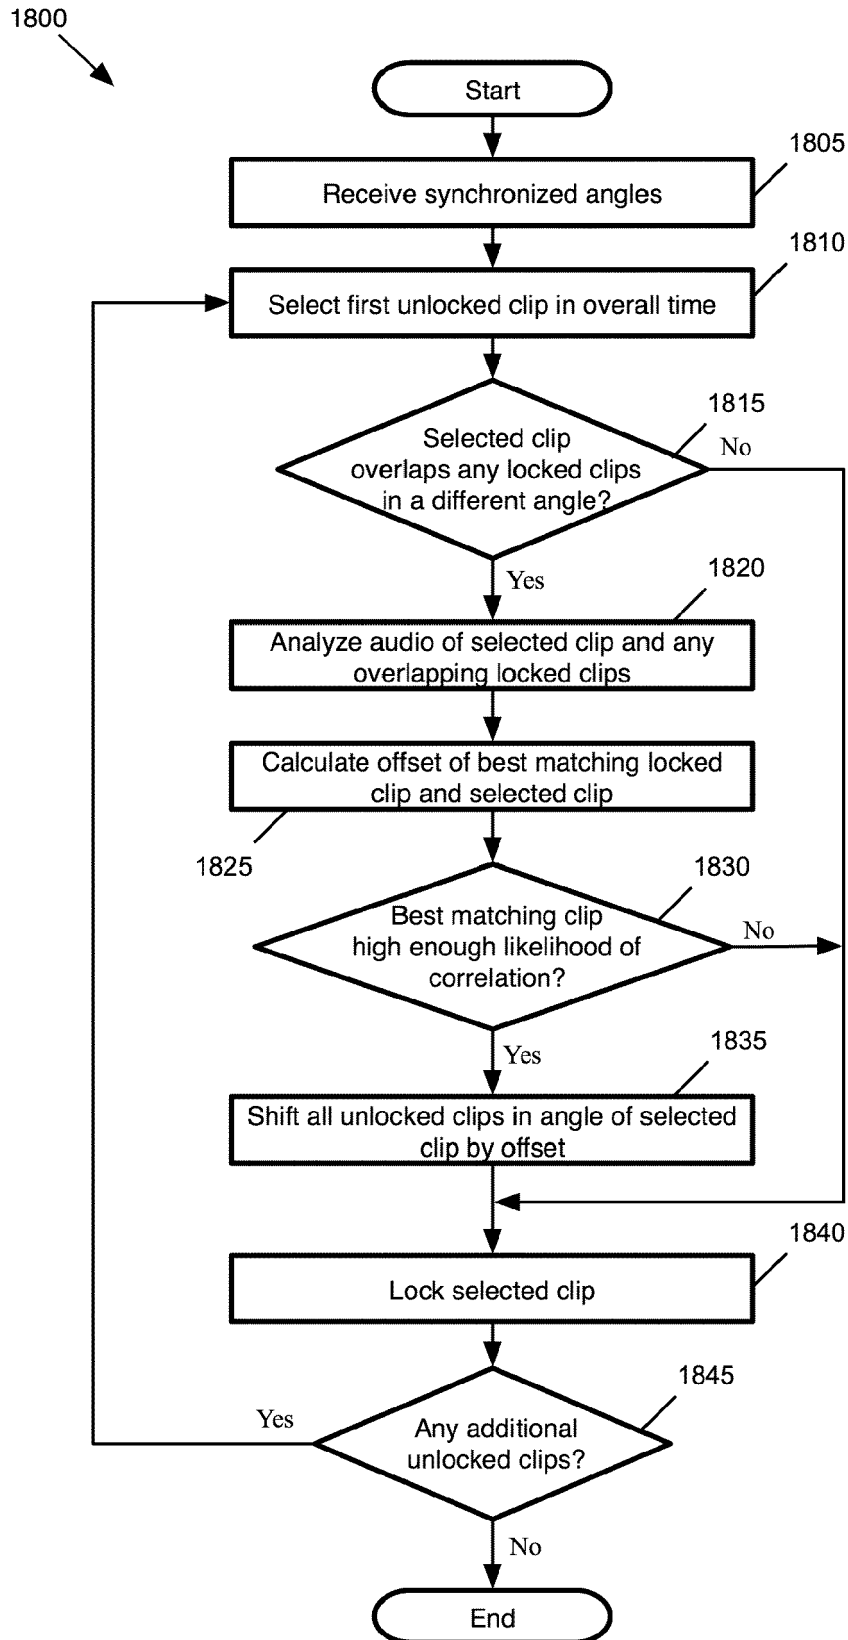 1800
Start
1805
Receive synchronized angles
1810
Select first unlocked clip in overall time
1815
Selected clip
overlaps any locked clips
in a different angle?
No
Yes
1820
Analyze audio of selected clip and any
overlapping locked clips
Calculate offset of best matching locked
clip and selected clip
1825
1830
Best matching clip
high enough likelihood of
correlation?
No
Yes
1835
Shift all unlocked clips in angle of selected
clip by offset
1840
Lock selected clip
1845
Yes
Any additional
unlocked clips?
No
End